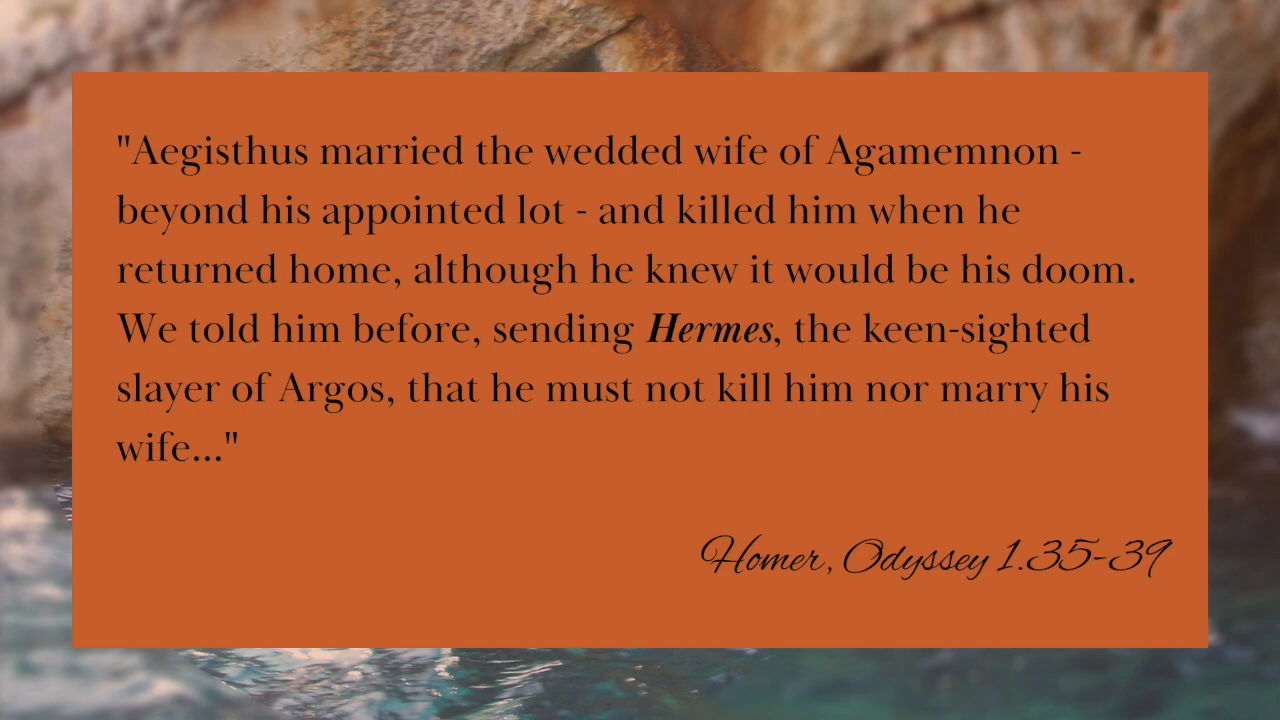 "Aegisthus married the wedded wife of Agamemnon -
beyond his appointed lot - and killed him when he
returned home, although he knew it would be his doom.
We told him before, sending Hermes, the keen-sighted
slayer of Argos, that he must not kill him nor marry his
wife..."
Homer, Odyssey 1.35-39